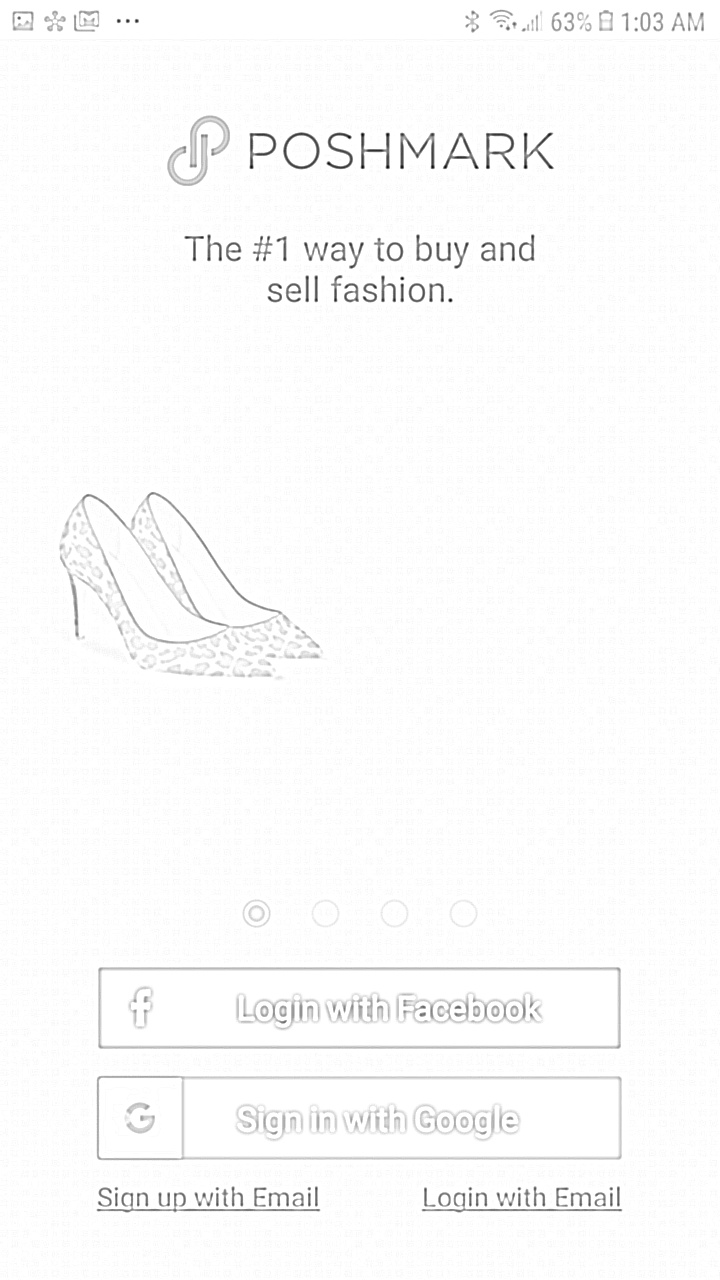 63% 1:03 AM
POSHMARK
The #1 way to buy and
sell fashion.
Login with Facebook
Sign in with Google
Sign up with Email Login with Email